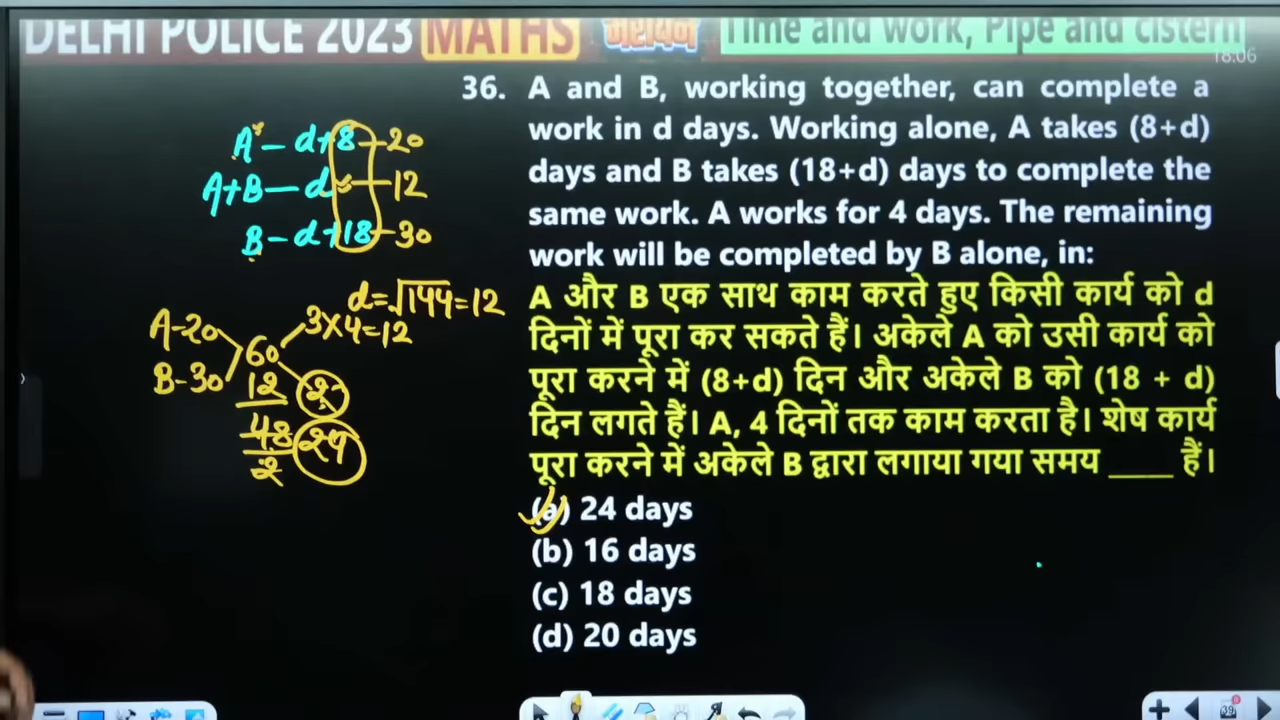 DELHI POLICE 2023 MATHS मैराथन Time and work, Pipe and cistern
18:06
36. A and B, working together, can complete a
work in d days. Working alone, A takes (8+d)
days and B takes (18+d) days to complete the
same work. A works for 4 days. The remaining
work will be completed by B alone, in:
A और B एक साथ काम करते हुए किसी कार्य को d
दिनों में पूरा कर सकते हैं। अकेले A को उसी कार्य को
पूरा करने में (8+d) दिन और अकेले B को (18 + d)
दिन लगते हैं। A, 4 दिनों तक काम करता है। शेष कार्य
पूरा करने में अकेले B द्वारा लगाया गया समय ____ हैं।
(a) 24 days
(b) 16 days
(c) 18 days
(d) 20 days
A – d+8 – 20
A+B – d – 12
B – d+18 – 30
d=√144=12
A-20
B-30
60
3×4=12
12
2
48
24
2